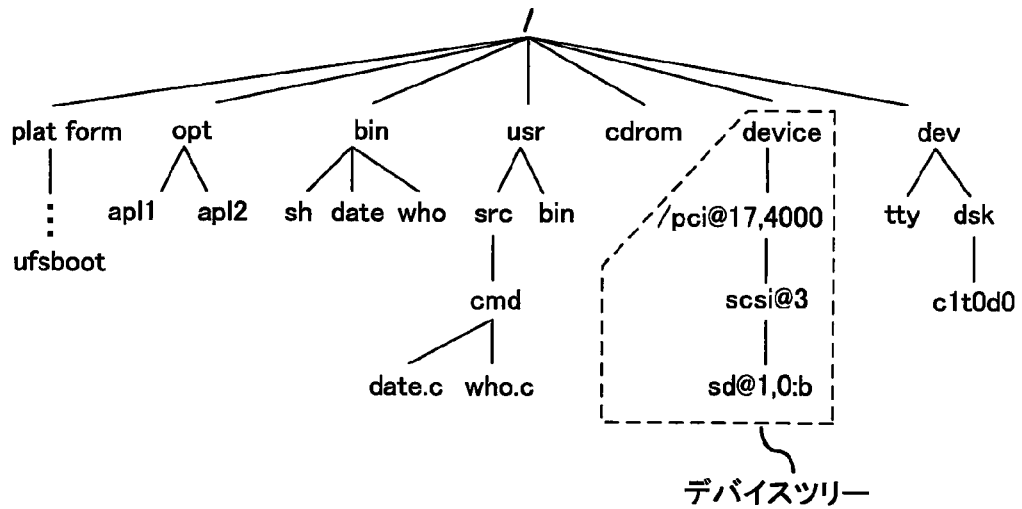 /
plat form opt bin usr cdrom device dev
apl1 apl2 sh date who src bin /pci@17,4000 tty dsk
ufsboot
cmd scsi@3 c1t0d0
date.c who.c sd@1,0:b
デバイスツリー